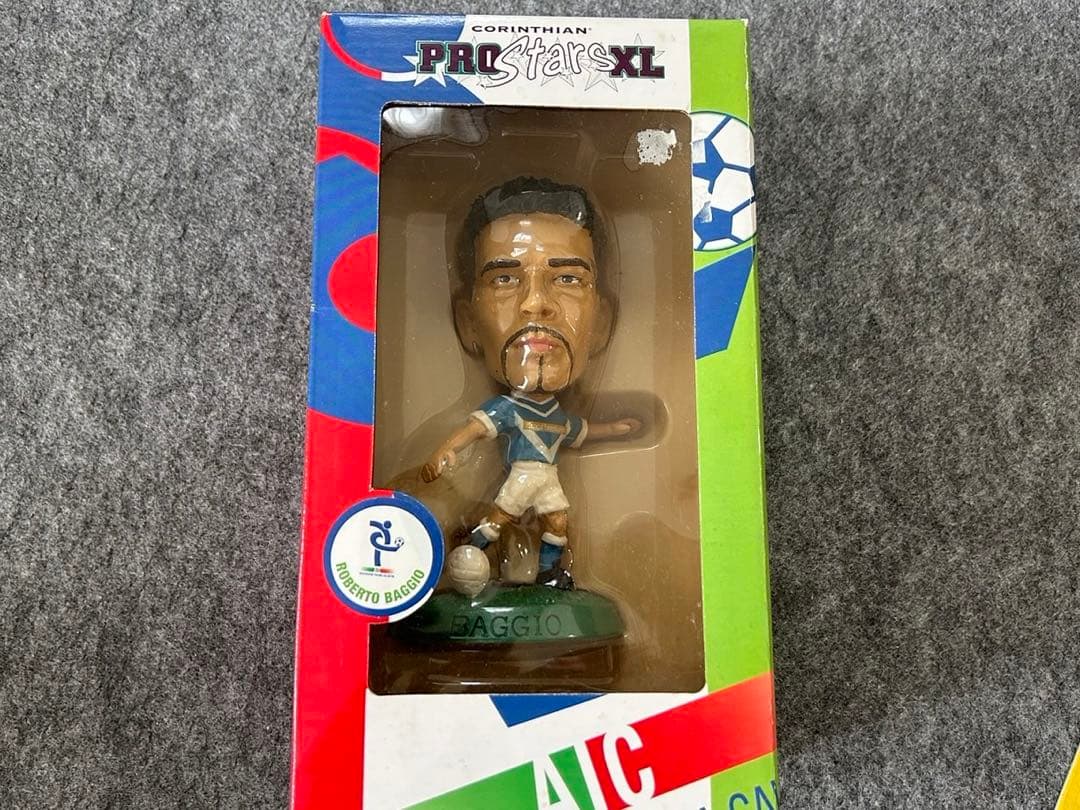 CORINTHIAN
PROStarsXL
ROBERTO BAGGIO
BAGGIO
AIC